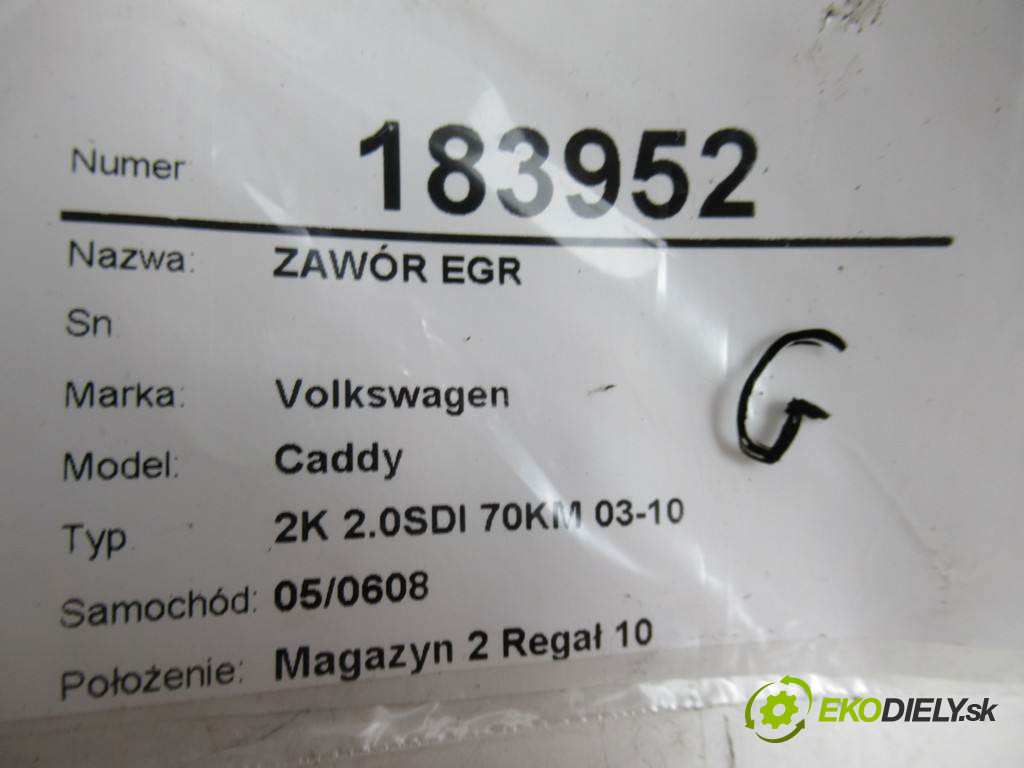 Numer 183952
Nazwa: ZAWÓR EGR
Sn
Marka: Volkswagen
G
Model: Caddy
Typ 2K 2.0SDI 70KM 03-10
Samochód: 05/0608
Położenie: Magazyn 2 Regał 10
EKODIELY.sk